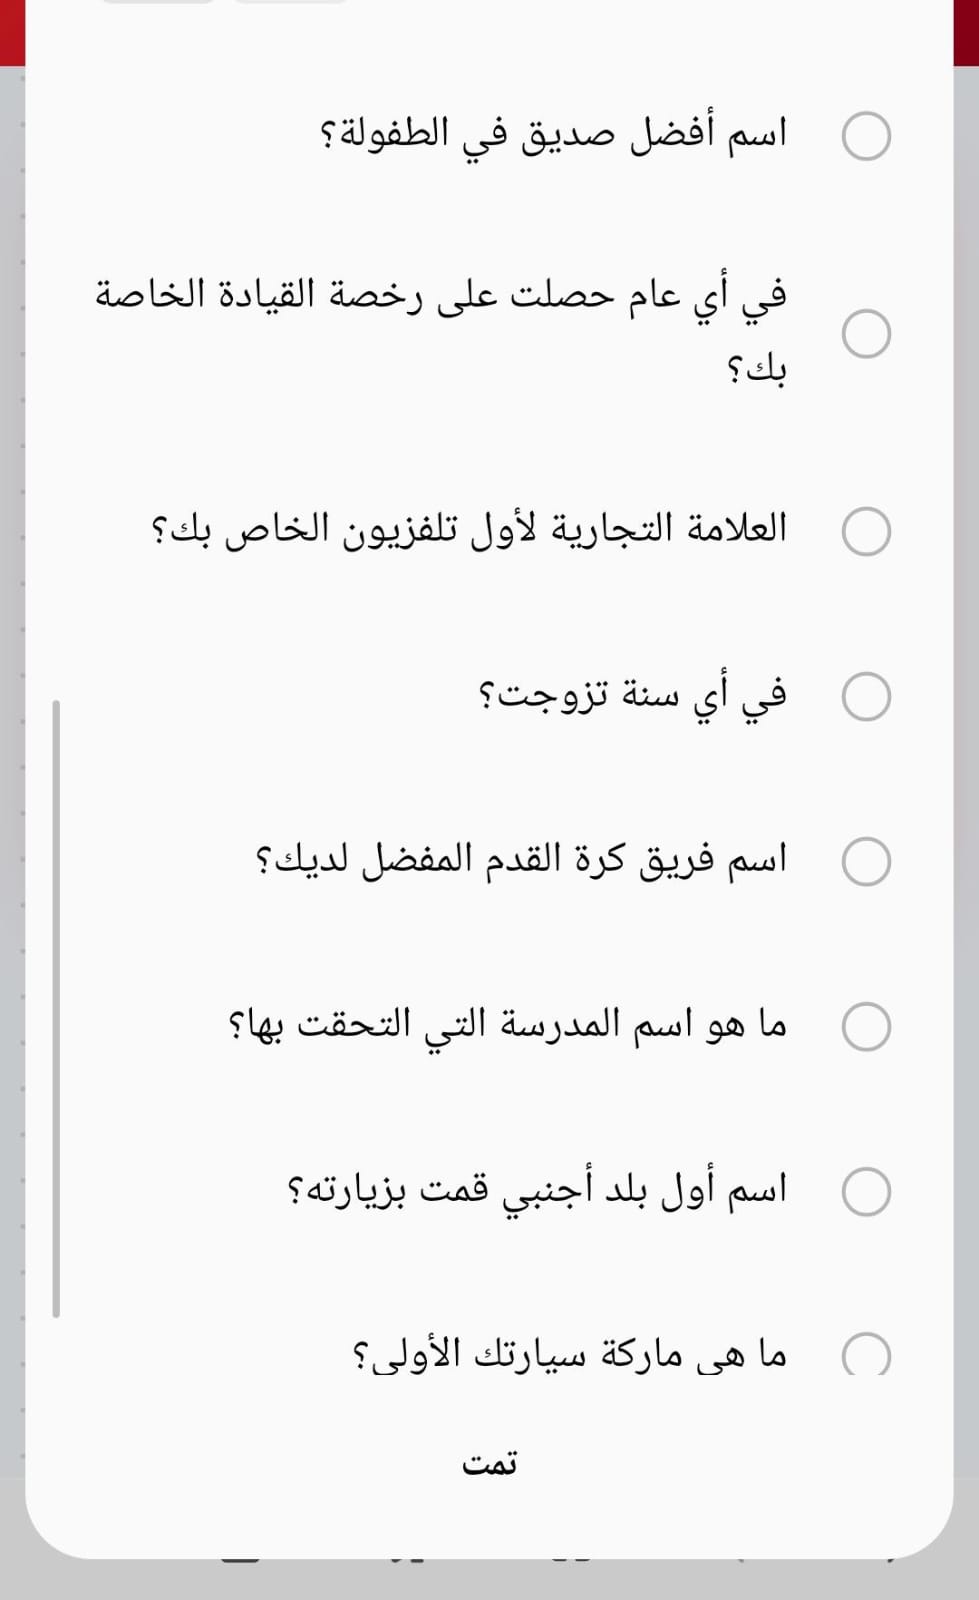 اسم أفضل صديق في الطفولة؟
في أي عام حصلت على رخصة القيادة الخاصة
بك؟
العلامة التجارية لأول تلفزيون الخاص بك؟
في أي سنة تزوجت؟
اسم فريق كرة القدم المفضل لديك؟
ما هو اسم المدرسة التي التحقت بها؟
اسم أول بلد أجنبي قمت بزيارته؟
ما هي ماركة سيارتك الأولى؟
تمت